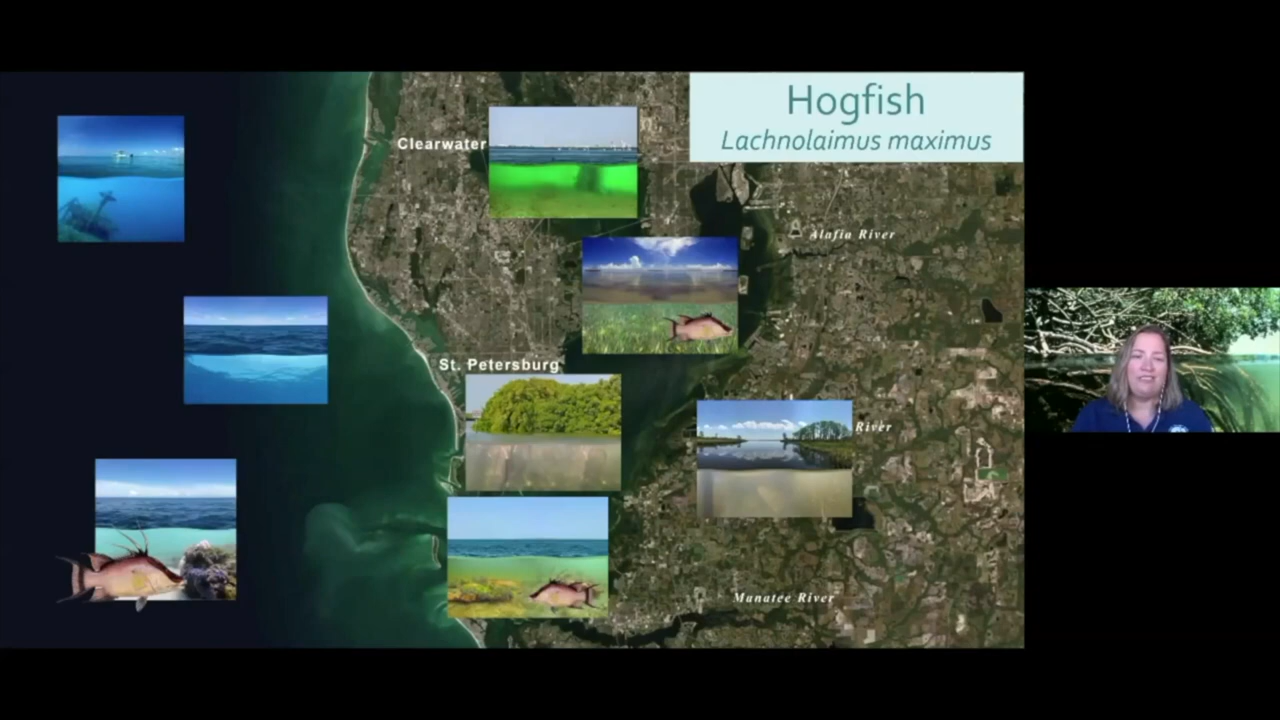 Hogfish
Lachnolaimus maximus
Clearwater
Alafia River
St. Petersburg
River
Manatee River